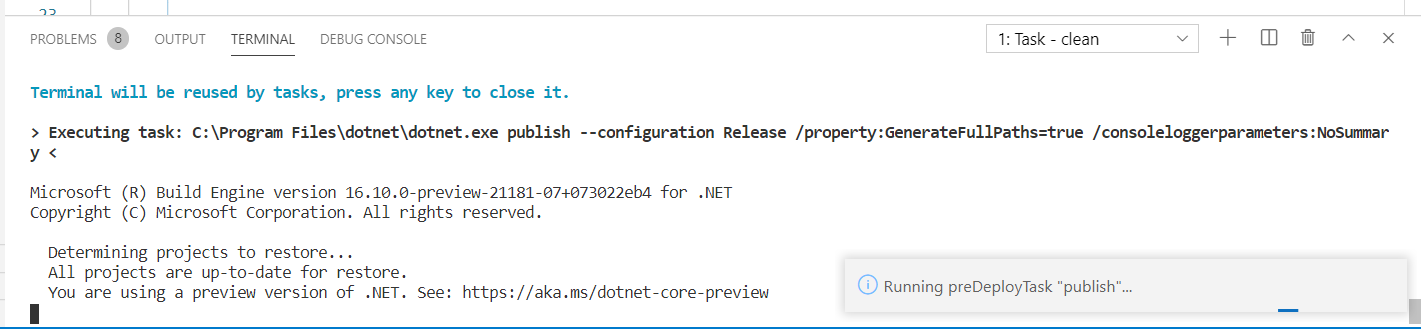 23
PROBLEMS 8 OUTPUT TERMINAL DEBUG CONSOLE 1: Task - clean
Terminal will be reused by tasks, press any key to close it.
> Executing task: C:\Program Files\dotnet\dotnet.exe publish --configuration Release /property:GenerateFullPaths=true /consoleloggerparameters:NoSummar
y <
Microsoft (R) Build Engine version 16.10.0-preview-21181-07+073022eb4 for .NET
Copyright (C) Microsoft Corporation. All rights reserved.
Determining projects to restore...
All projects are up-to-date for restore.
You are using a preview version of .NET. See: https://aka.ms/dotnet-core-preview
Running preDeployTask "publish"...